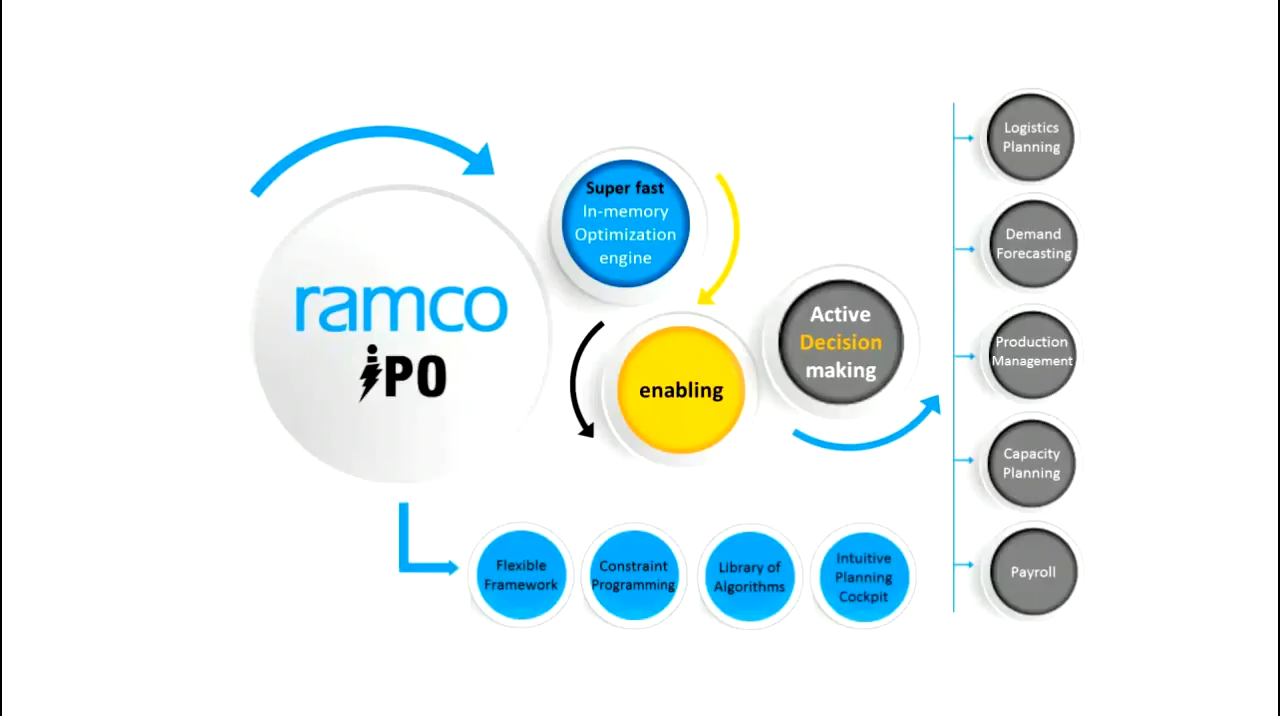 ramco
iPO
Super fast
In-memory
Optimization
engine
enabling
Active
Decision
making
Logistics
Planning
Demand
Forecasting
Production
Management
Capacity
Planning
Payroll
Flexible
Framework
Constraint
Programming
Library of
Algorithms
Intuitive
Planning
Cockpit